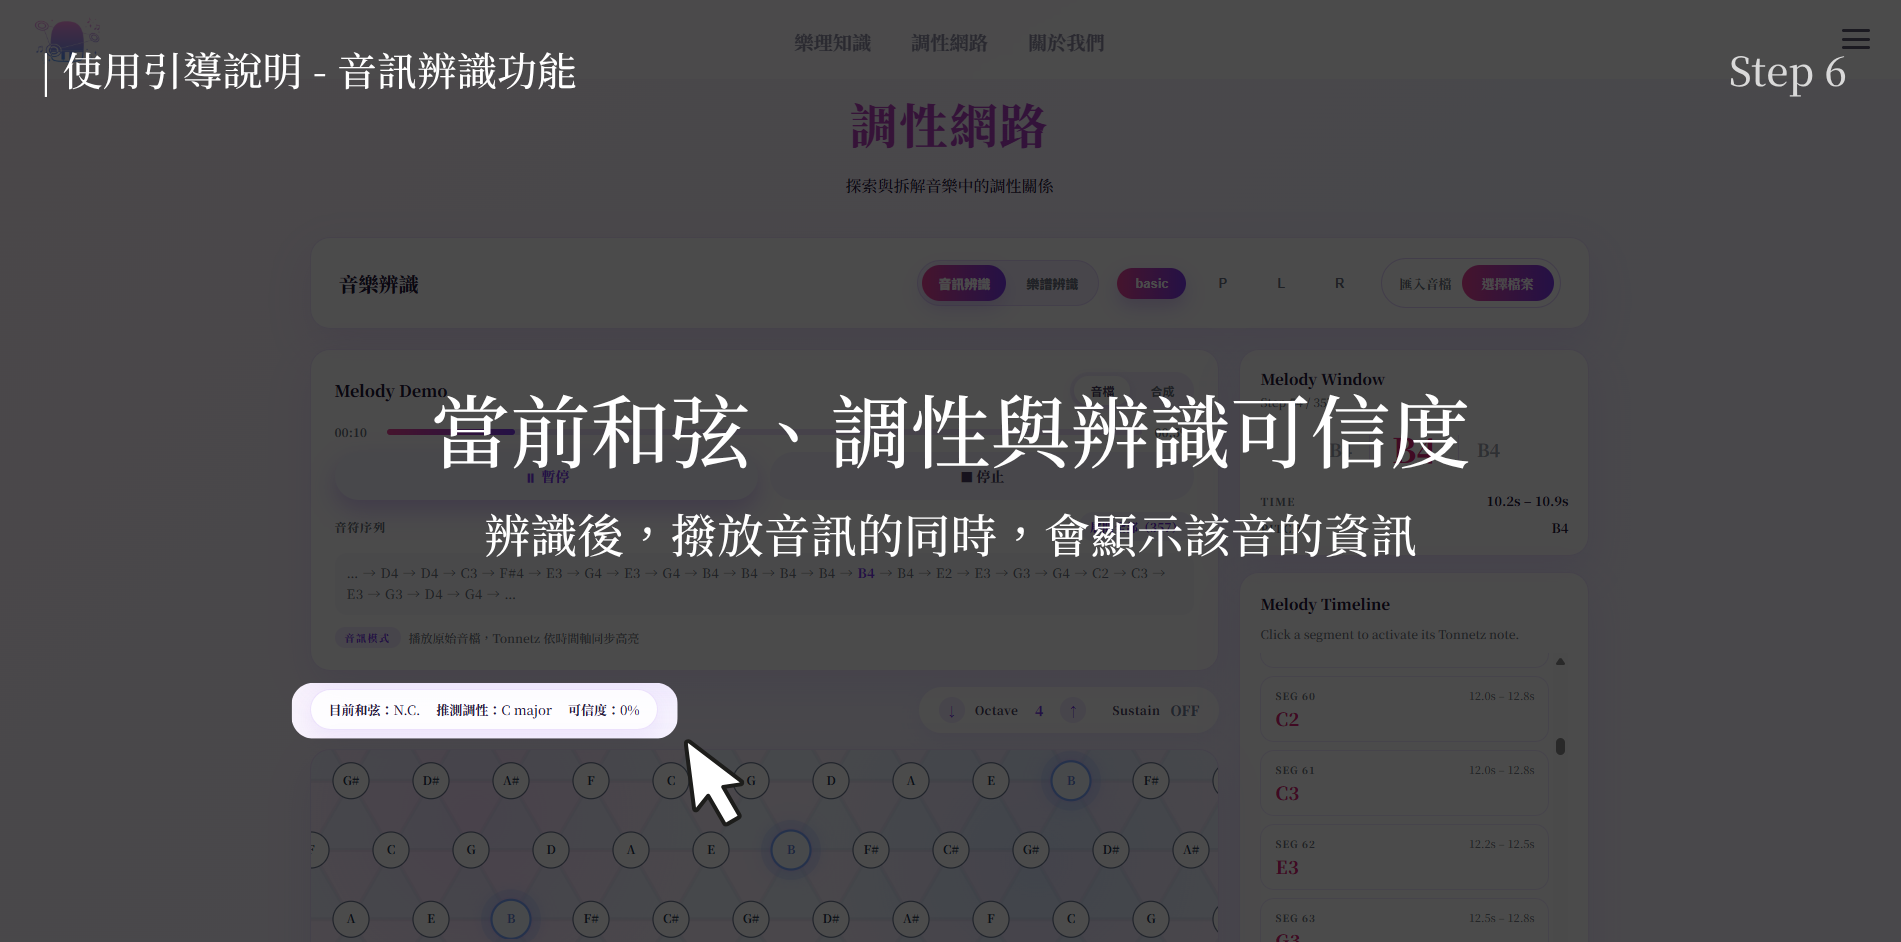 樂理知識 調性網路 關於我們
使用引導說明 - 音訊辨識功能
Step 6
調性網路
探索與拆解音樂中的調性關係
音樂辨識
音訊辨識 樂譜辨識 basic P L R 匯入音檔 選擇檔案
Melody Demo
音檔 合成
00:10
當前和弦、調性與辨識可信度
暫停
停止
辨識後，撥放音訊的同時，會顯示該音的資訊
音符序列
... → D4 → D4 → C3 → F#4 → E3 → G4 → E3 → G4 → B4 → B4 → B4 → B4 → B4 → B4 → E2 → E3 → G3 → G4 → C2 → C3 →
E3 → G3 → D4 → G4 → ...
音訊模式 播放原始音檔，Tonnetz 依時間軸同步高亮
Melody Window
B4 B4
TIME 10.2s – 10.9s
B4
Melody Timeline
Click a segment to activate its Tonnetz note.
SEG 60 12.0s – 12.8s
C2
SEG 61 12.0s – 12.8s
C3
SEG 62 12.2s – 12.5s
E3
SEG 63 12.5s – 12.8s
G3
目前和弦：N.C. 推測調性：C major 可信度：0%
↓ Octave 4 ↑ Sustain OFF
G# D# A# F C G D A E B F#
F C G D A E B F# C# G# D# A#
A E B F# C# G# D# A# F C G